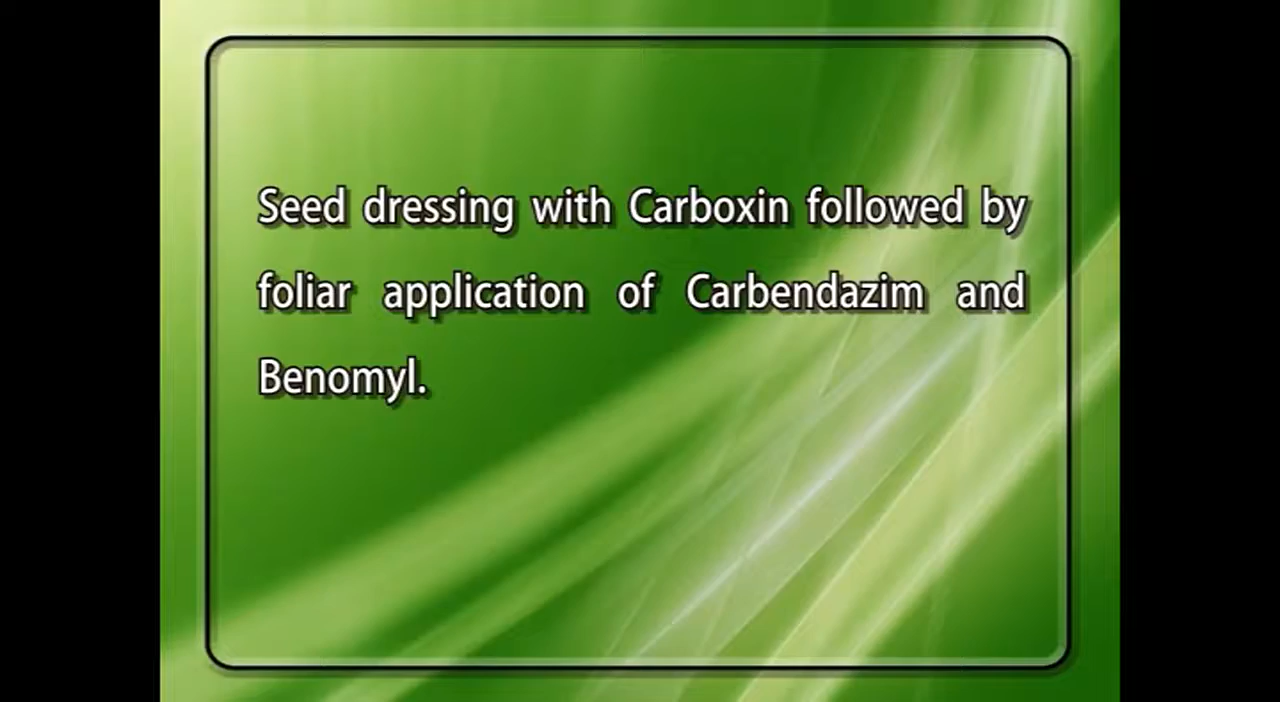 Seed dressing with Carboxin followed by
foliar application of Carbendazim and
Benomyl.